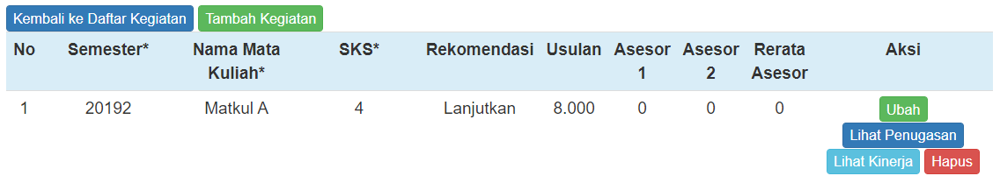 Kembali ke Daftar Kegiatan Tambah Kegiatan
No Semester* Nama Mata Kuliah* SKS* Rekomendasi Usulan Asesor 1 Asesor 2 Rerata Asesor Aksi
1 20192 Matkul A 4 Lanjutkan 8.000 0 0 0 Ubah
Lihat Penugasan
Lihat Kinerja Hapus